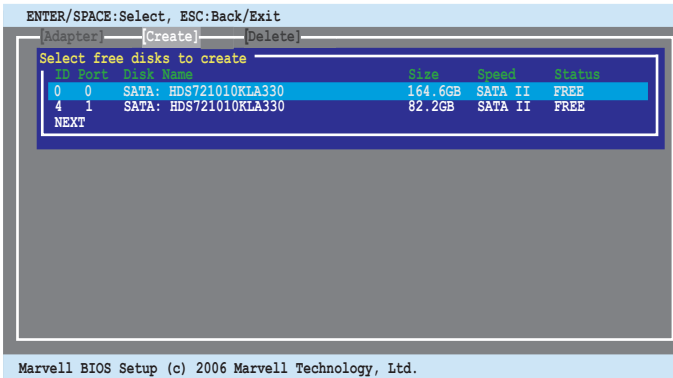 ENTER/SPACE:Select, ESC:Back/Exit
[Adapter] [Create] [Delete]
Select free disks to create
ID Port Disk Name Size Speed Status
0 0 SATA: HDS721010KLA330 164.6GB SATA II FREE
4 1 SATA: HDS721010KLA330 82.2GB SATA II FREE
NEXT
Marvell BIOS Setup (c) 2006 Marvell Technology, Ltd.